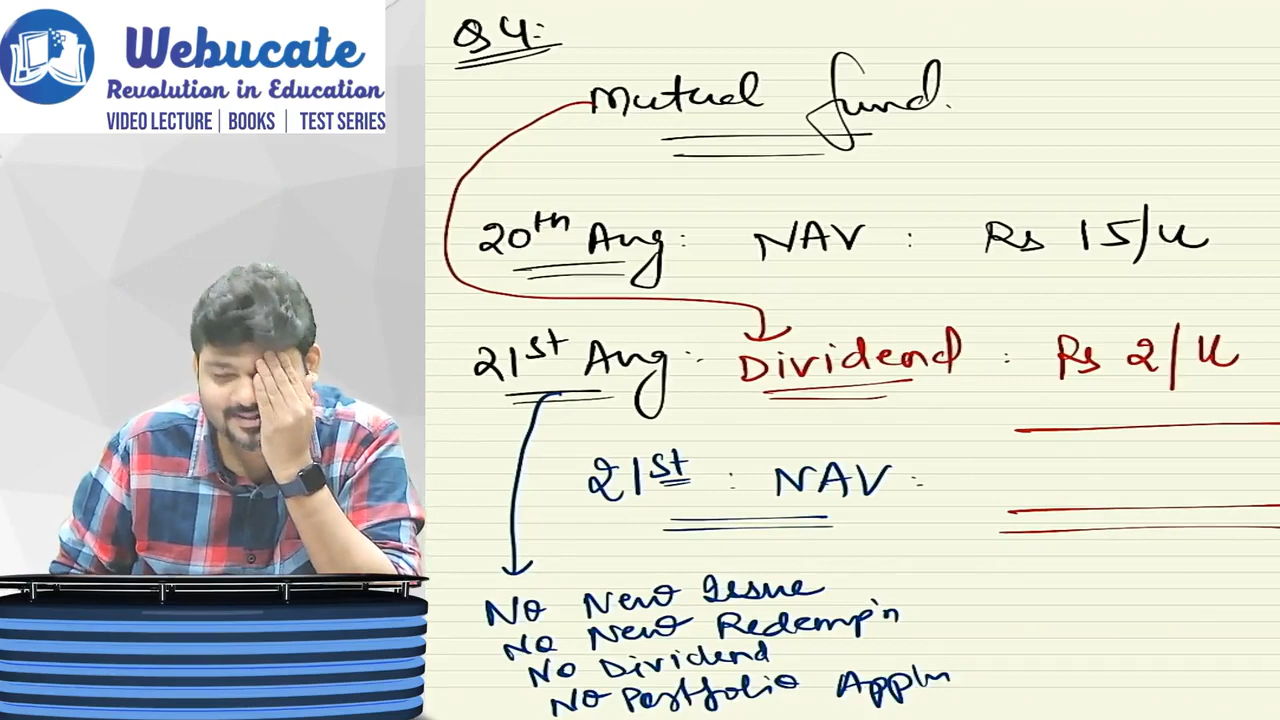 Webucate
Revolution in Education
VIDEO LECTURE | BOOKS | TEST SERIES
Q4:
Mutual fund.
20th Aug: NAV : Rs 15/u
21st Aug: Dividend : Rs 2/u
21st : NAV :
No New Issue
No New Redemp'n
No Dividend
No Portfolio Appln